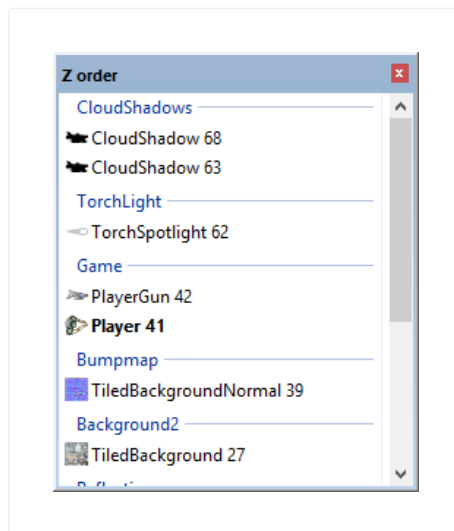 Z order
x
CloudShadows
CloudShadow 68
CloudShadow 63
TorchLight
TorchSpotlight 62
Game
PlayerGun 42
Player 41
Bumpmap
TiledBackgroundNormal 39
Background2
TiledBackground 27